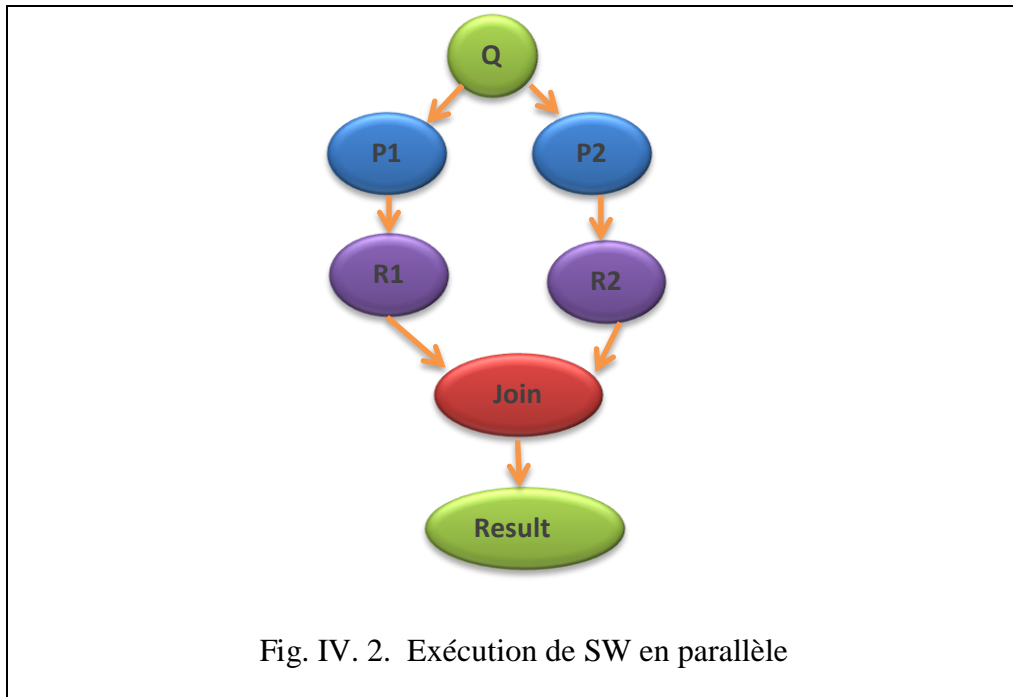 Q
P1
P2
R1
R2
Join
Result
Fig. IV. 2. Exécution de SW en parallèle